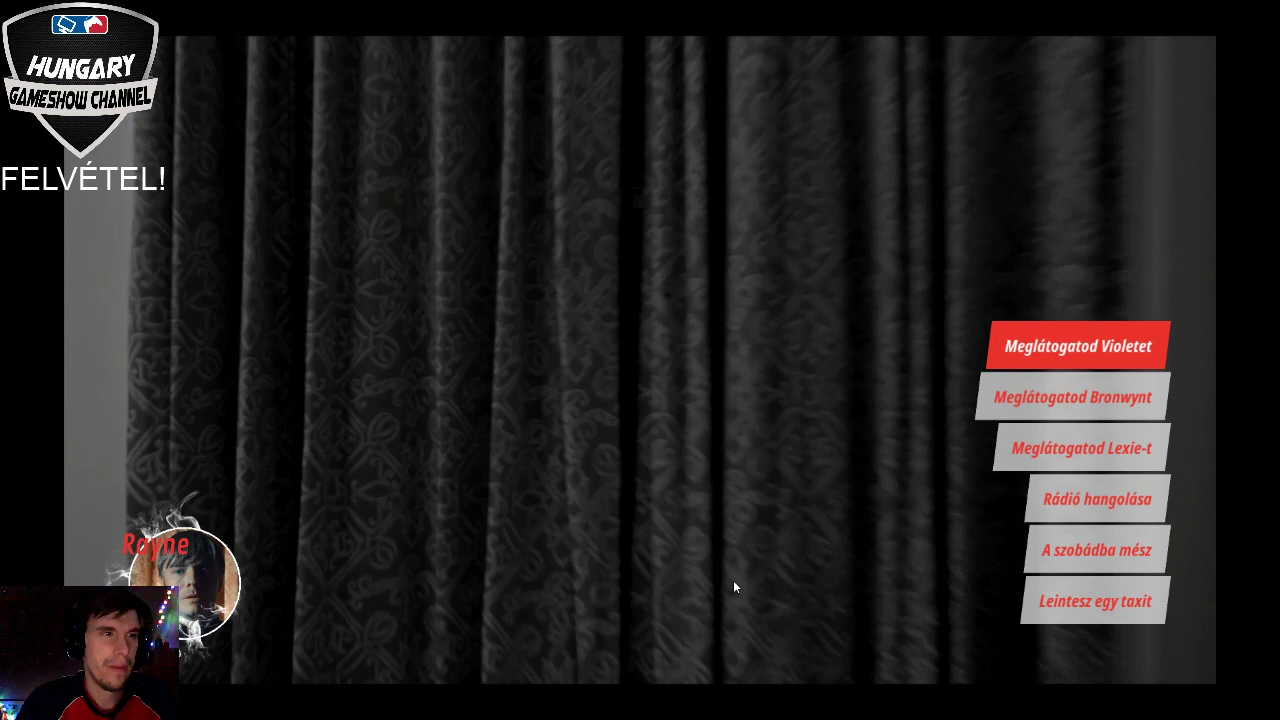 HUNGARY
GAMESHOW CHANNEL
FELVÉTEL!
Meglátogatod Violetet
Meglátogatod Bronwynt
Meglátogatod Lexie-t
Rádió hangolása
A szobádba mész
Leintesz egy taxit
Rayne